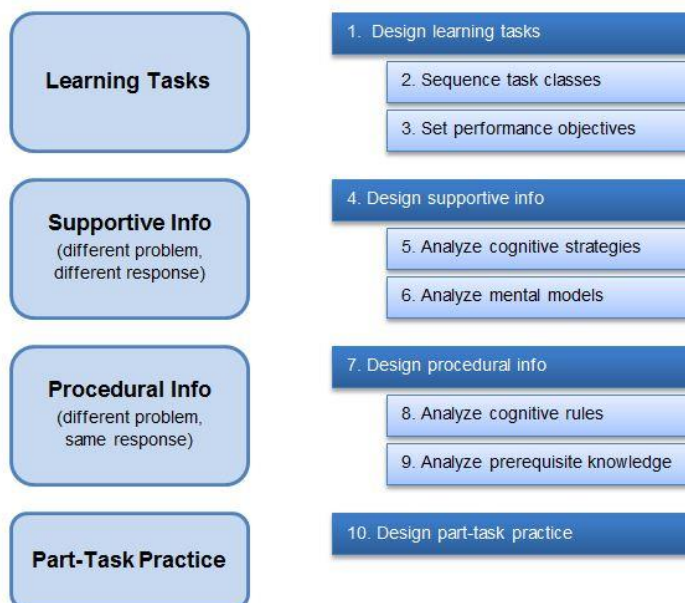 Learning Tasks
1. Design learning tasks
2. Sequence task classes
3. Set performance objectives
Supportive Info
(different problem,
different response)
4. Design supportive info
5. Analyze cognitive strategies
6. Analyze mental models
Procedural Info
(different problem,
same response)
7. Design procedural info
8. Analyze cognitive rules
9. Analyze prerequisite knowledge
Part-Task Practice
10. Design part-task practice